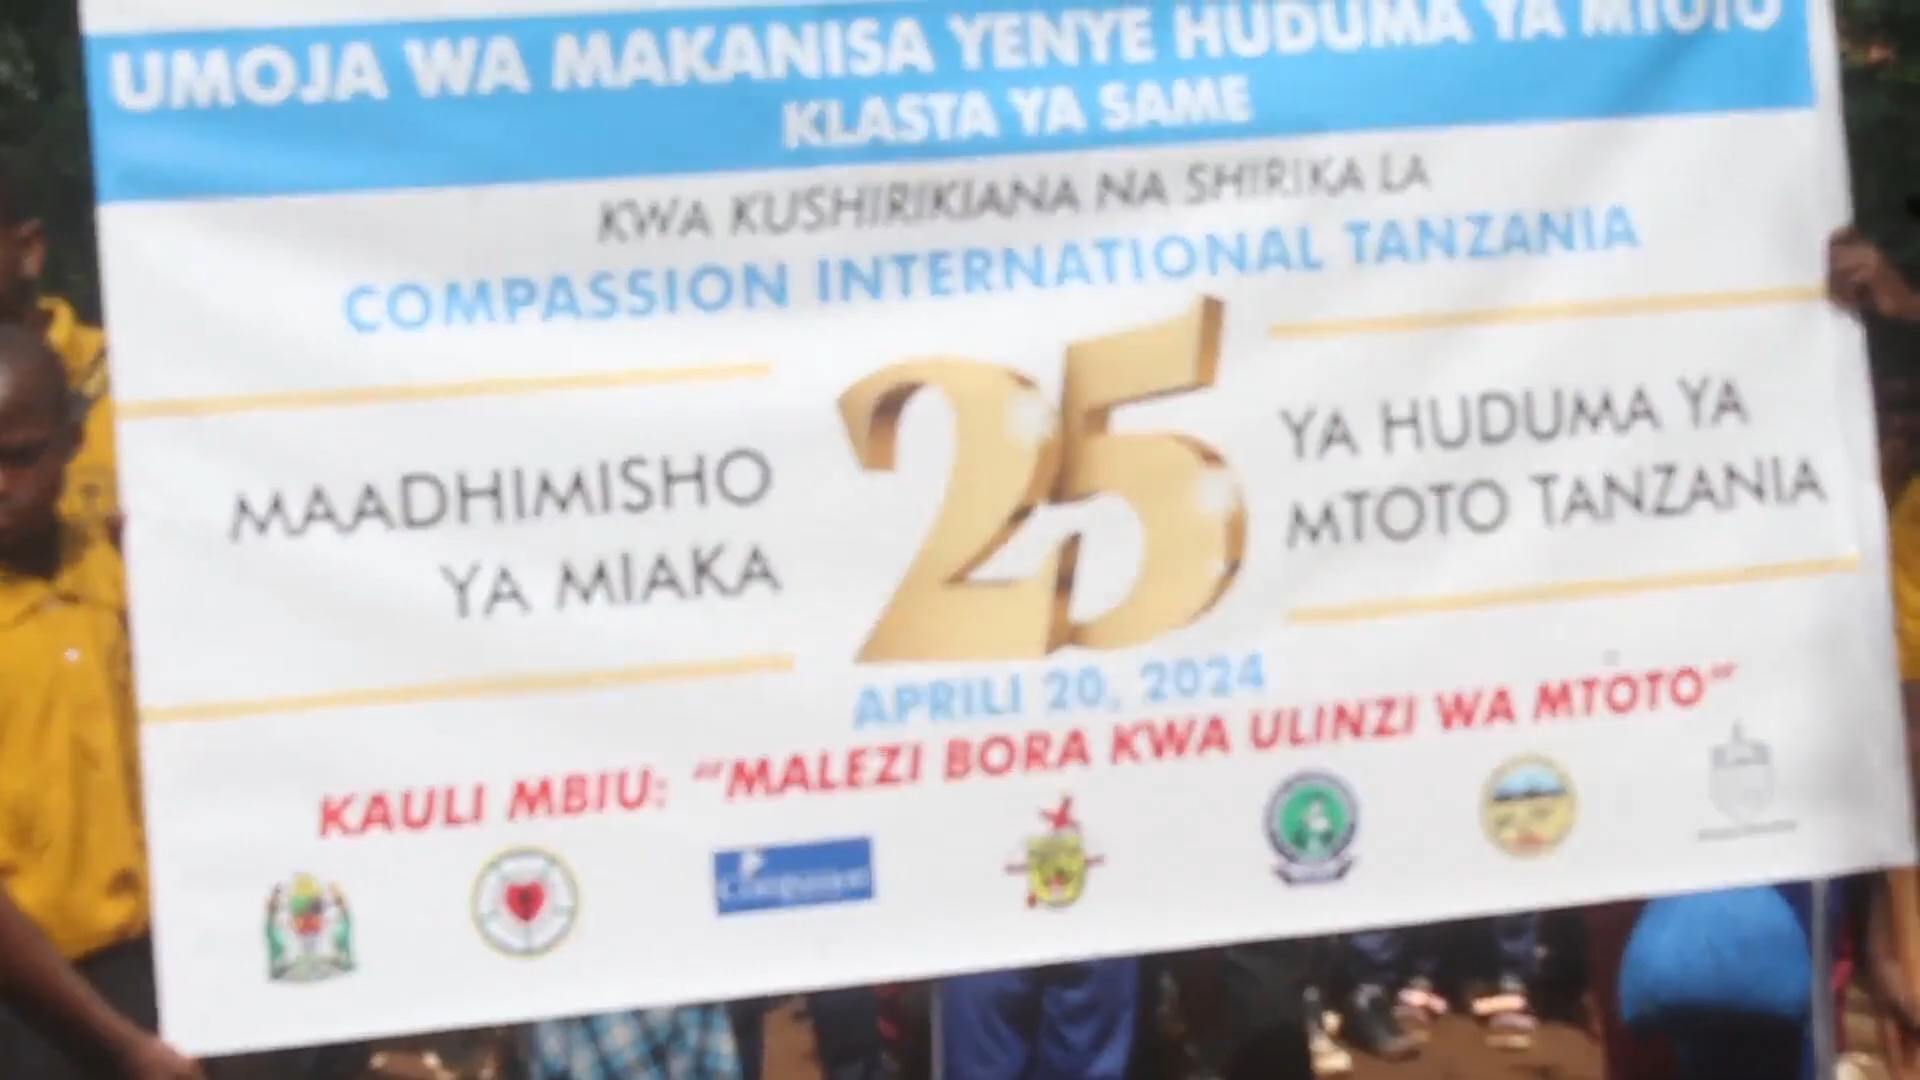 UMOJA WA MAKANISA YENYE HUDUMA YA MTOTO
KLASTA YA SAME
KWA KUSHIRIKIANA NA SHIRIKA LA
COMPASSION INTERNATIONAL TANZANIA
MAADHIMISHO
YA MIAKA
25
YA HUDUMA YA
MTOTO TANZANIA
APRILI 20, 2024
KAULI MBIU: "MALEZI BORA KWA ULINZI WA MTOTO"
Compassion